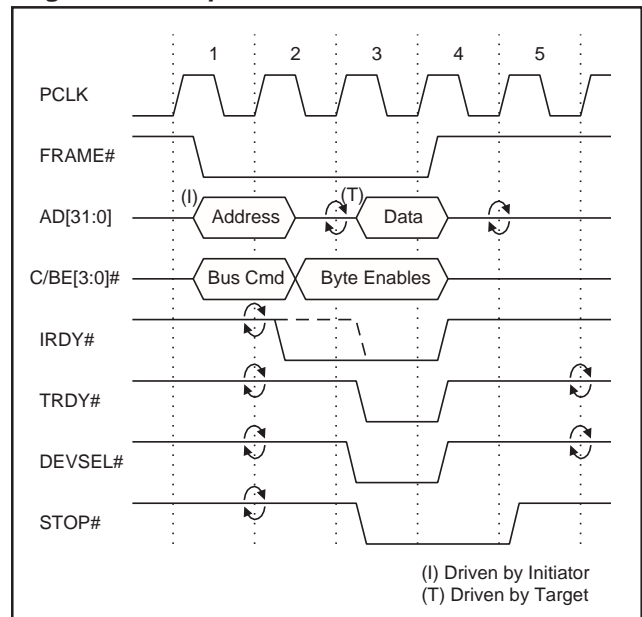 1 2 3 4 5
PCLK
FRAME#
(I) (T)
AD[31:0] Address Data
C/BE[3:0]# Bus Cmd Byte Enables
IRDY#
TRDY#
DEVSEL#
STOP#
(I) Driven by Initiator
(T) Driven by Target